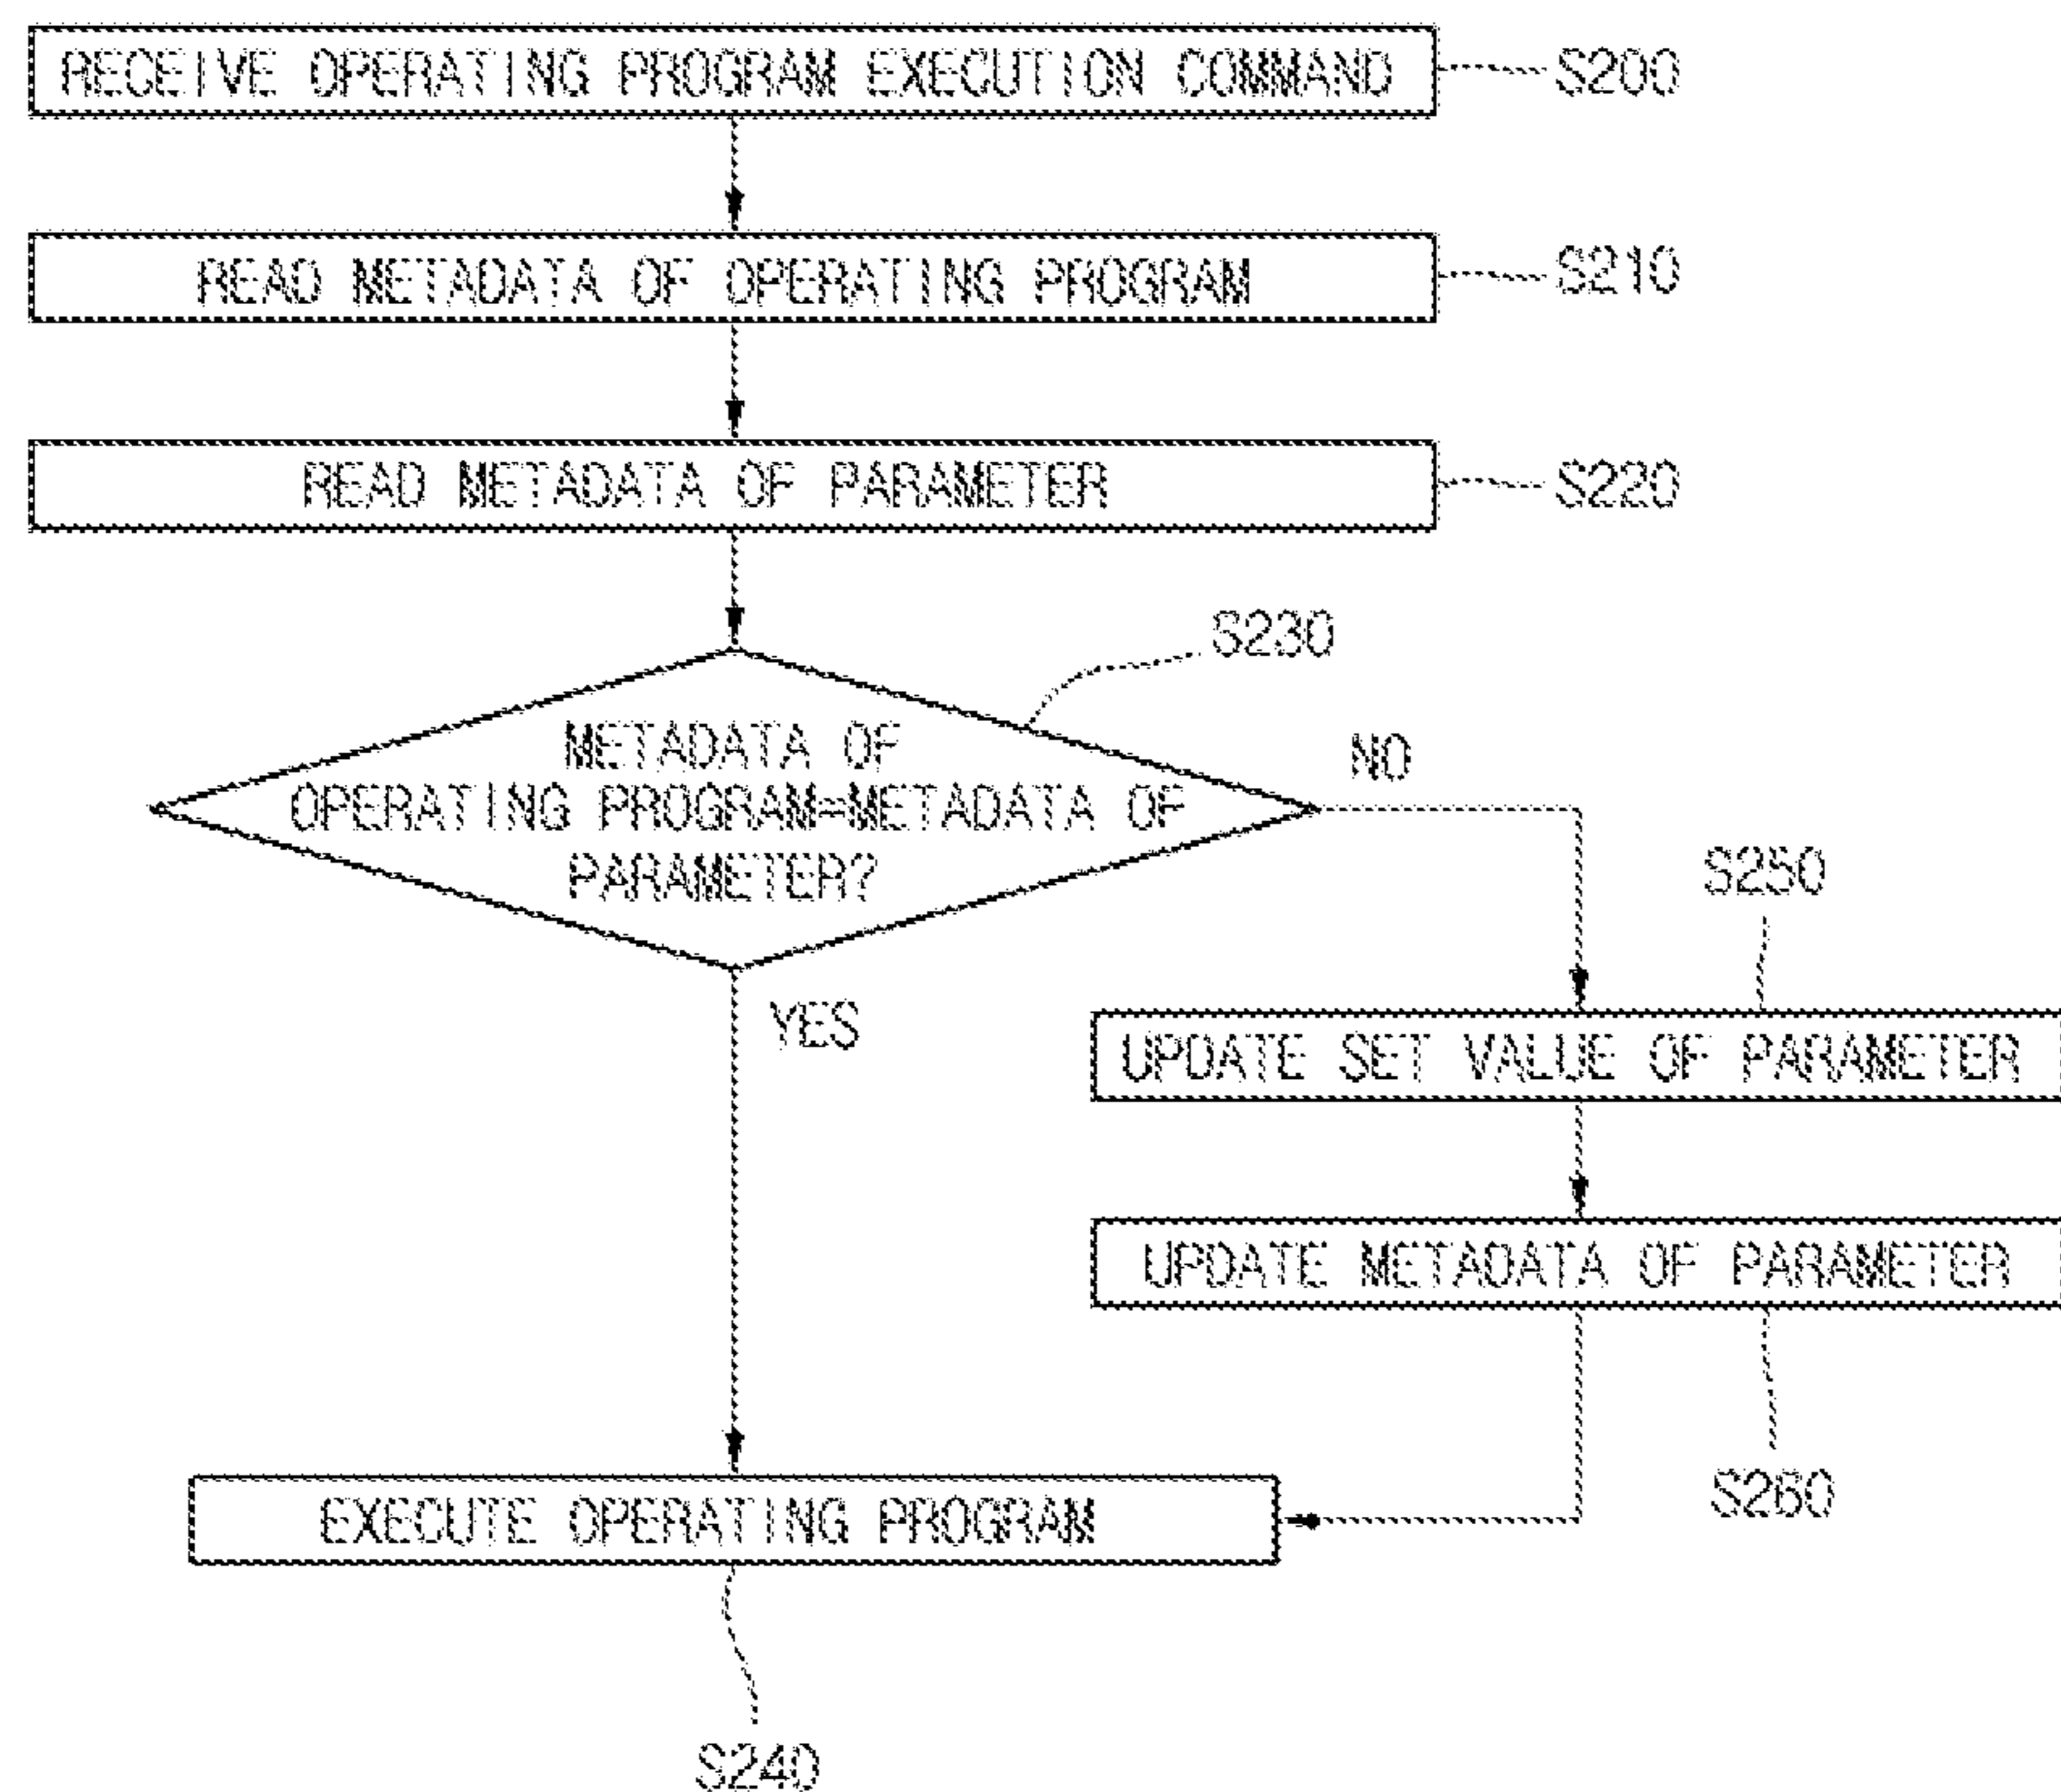 RECEIVE OPERATING PROGRAM EXECUTION COMMAND
S200
READ METADATA OF OPERATING PROGRAM
S210
READ METADATA OF PARAMETER
S220
S230
METADATA OF
OPERATING PROGRAM=METADATA OF
PARAMETER?
NO
YES
S250
UPDATE SET VALUE OF PARAMETER
UPDATE METADATA OF PARAMETER
S260
EXECUTE OPERATING PROGRAM
S240